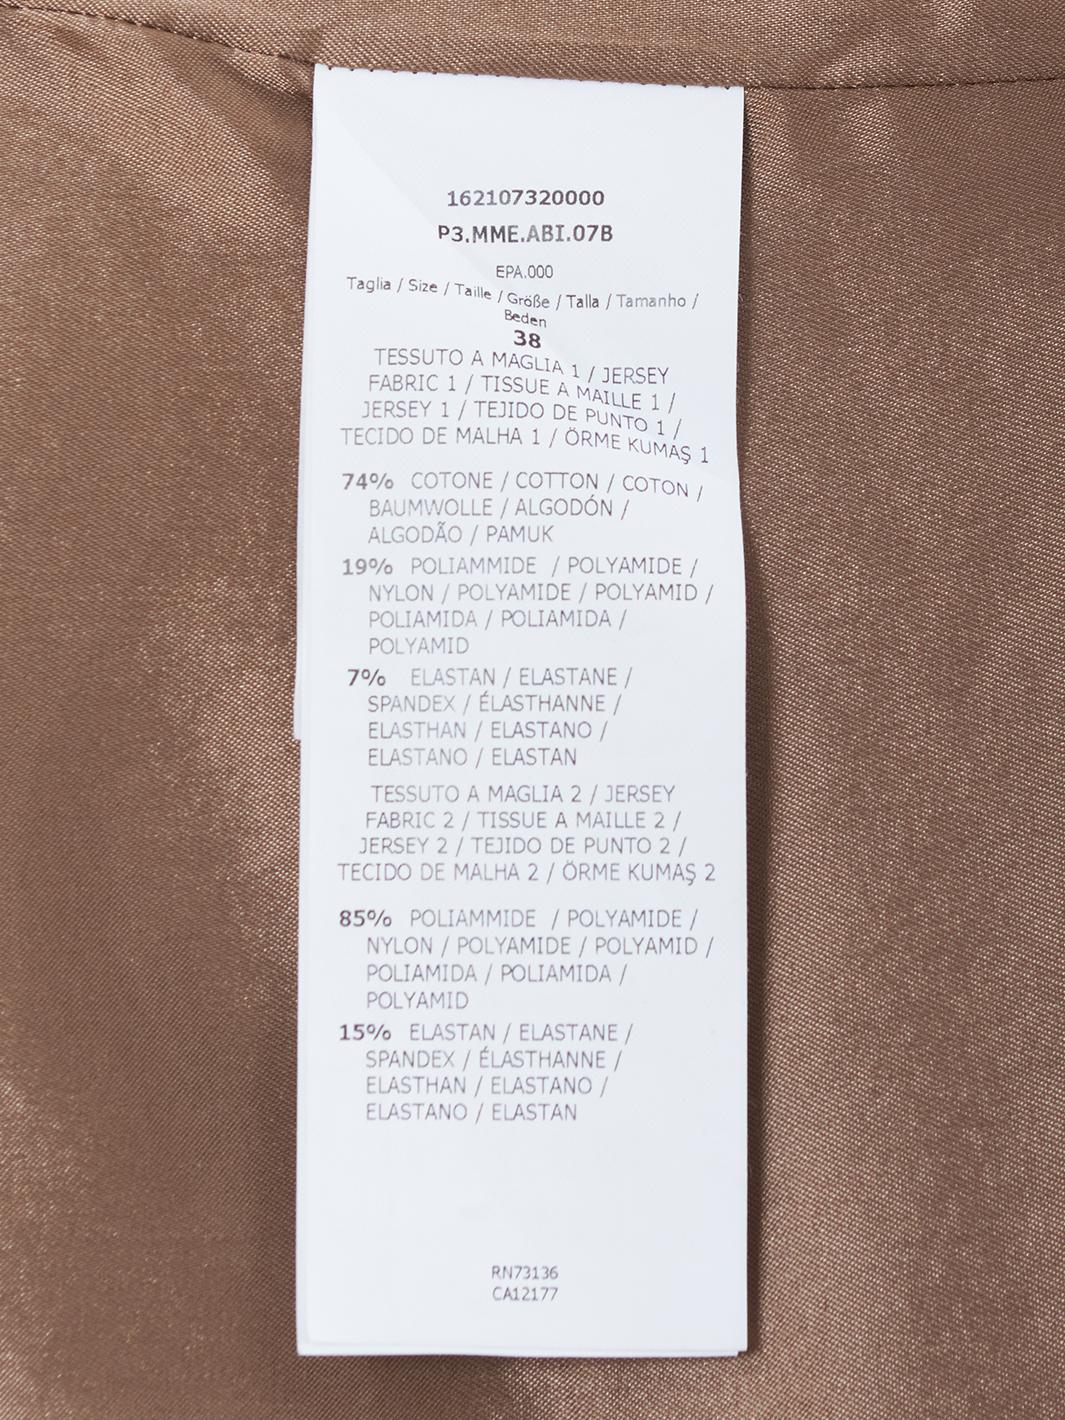 162107320000
P3.MME.ABI.07B
EPA.000
Taglia / Size / Taille / Größe / Talla / Tamanho /
Beden
38
TESSUTO A MAGLIA 1 / JERSEY
FABRIC 1 / TISSUE A MAILLE 1 /
JERSEY 1 / TEJIDO DE PUNTO 1 /
TECIDO DE MALHA 1 / ÖRME KUMAŞ 1
74% COTONE / COTTON / COTON /
BAUMWOLLE / ALGODÓN /
ALGODÃO / PAMUK
19% POLIAMMIDE / POLYAMIDE /
NYLON / POLYAMIDE / POLYAMID /
POLIAMIDA / POLIAMIDA /
POLYAMID
7% ELASTAN / ELASTANE /
SPANDEX / ÉLASTHANNE /
ELASTHAN / ELASTANO /
ELASTANO / ELASTAN
TESSUTO A MAGLIA 2 / JERSEY
FABRIC 2 / TISSUE A MAILLE 2 /
JERSEY 2 / TEJIDO DE PUNTO 2 /
TECIDO DE MALHA 2 / ÖRME KUMAŞ 2
85% POLIAMMIDE / POLYAMIDE /
NYLON / POLYAMIDE / POLYAMID /
POLIAMIDA / POLIAMIDA /
POLYAMID
15% ELASTAN / ELASTANE /
SPANDEX / ÉLASTHANNE /
ELASTHAN / ELASTANO /
ELASTANO / ELASTAN
RN73136
CA12177